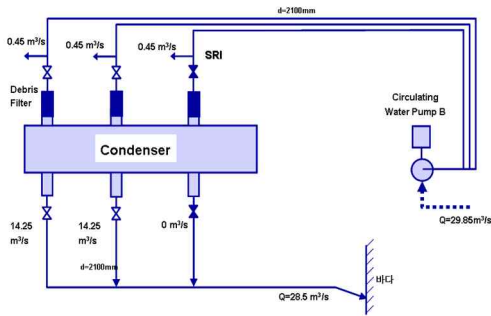 d=2100mm
0.45 m³/s
0.45 m³/s
0.45 m³/s
SRI
Debris
Filter
Circulating
Water Pump B
Condenser
Q=29.85m³/s
14.25
m³/s
14.25
m³/s
0 m³/s
d=2100mm
바다
Q=28.5 m³/s